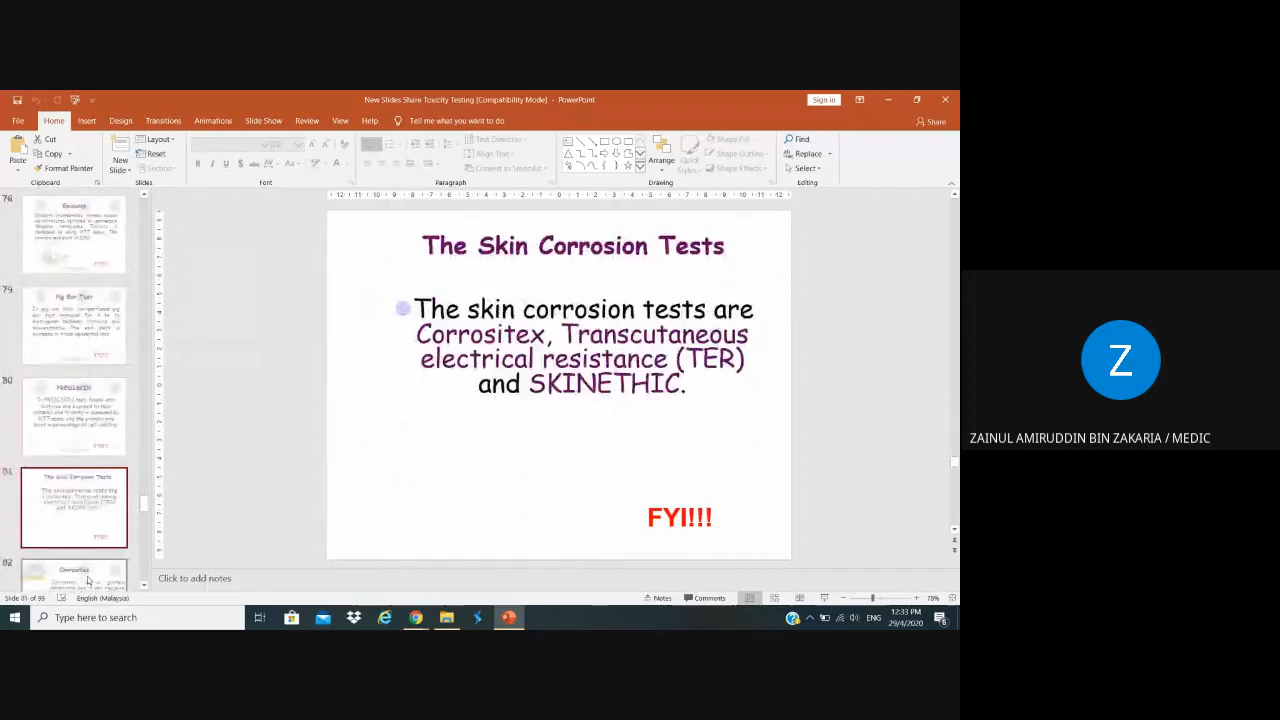 New Slides Share Toxicity Testing [Compatibility Mode] - PowerPoint
Sign in
File Home Insert Design Transitions Animations Slide Show Review View Help Tell me what you want to do
Share
Paste
Cut
Copy
Format Painter
Clipboard
New
Slide
Layout
Reset
Section
Slides
Font
Text Direction
Align Text
Convert to SmartArt
Paragraph
Arrange
Quick
Styles
Shape Fill
Shape Outline
Shape Effects
Drawing
Find
Replace
Select
Editing
79
Pig Ear Test
80
PREDISKIN
81
The Skin Corrosion Tests
82
Corrositex
The Skin Corrosion Tests
The skin corrosion tests are
Corrositex, Transcutaneous
electrical resistance (TER)
and SKINETHIC.
FYI!!!
Click to add notes
Slide 81 of 99
English (Malaysia)
Notes
Comments
78%
Type here to search
ENG
12:33 PM
29/4/2020
Z
ZAINUL AMIRUDDIN BIN ZAKARIA / MEDIC